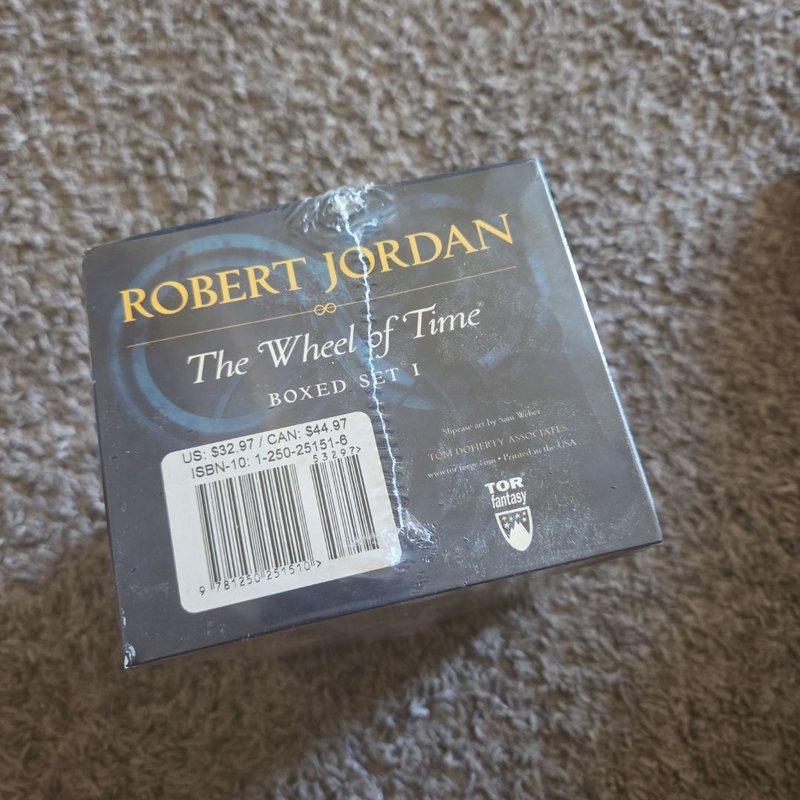 ROBERT JORDAN
The Wheel of Time®
BOXED SET I
US: $32.97 / CAN: $44.97
ISBN-10: 1-250-25151-6
53297>
9 781250 251510>
Slipcase art by Sam Weber
TOM DOHERTY ASSOCIATES
www.tor-forge.com • Printed in the USA
TOR
fantasy